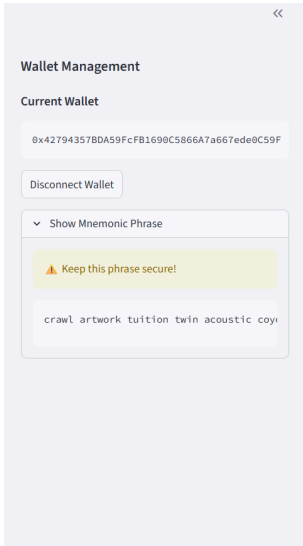 Wallet Management
Current Wallet
0x42794357BDA59FcFB1690C5866A7a667ede0C59F
Disconnect Wallet
Show Mnemonic Phrase
Keep this phrase secure!
crawl artwork tuition twin acoustic